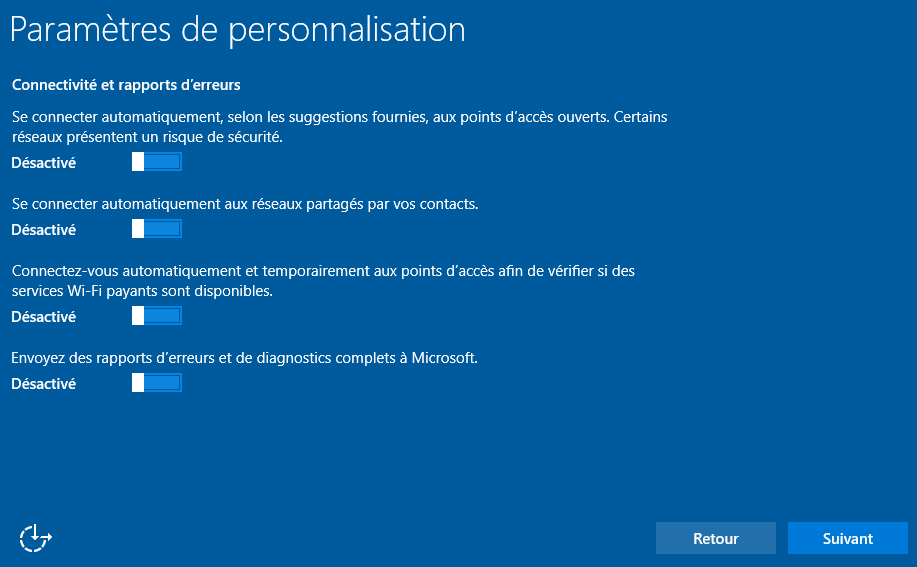 Paramètres de personnalisation
Connectivité et rapports d’erreurs
Se connecter automatiquement, selon les suggestions fournies, aux points d’accès ouverts. Certains
réseaux présentent un risque de sécurité.
Désactivé
Se connecter automatiquement aux réseaux partagés par vos contacts.
Désactivé
Connectez-vous automatiquement et temporairement aux points d’accès afin de vérifier si des
services Wi-Fi payants sont disponibles.
Désactivé
Envoyez des rapports d’erreurs et de diagnostics complets à Microsoft.
Désactivé
Retour
Suivant